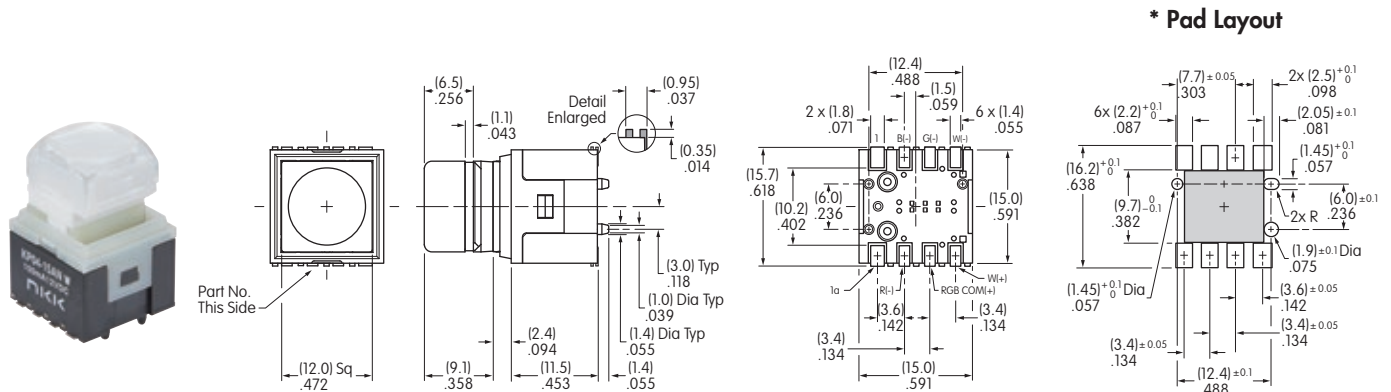 * Pad Layout
(6.5)
.256
(1.1)
.043
Detail
Enlarged
(0.95)
.037
(0.35)
.014
Part No.
This Side
(12.0) Sq
.472
(9.1)
.358
(2.4)
.094
(11.5)
.453
(3.0) Typ
.118
(1.0) Dia Typ
.039
(1.4) Dia Typ
.055
(1.4)
.055
(12.4)
.488
(1.5)
.059
2 x (1.8)
.071
6 x (1.4)
.055
1 B(-) G(-) W(-)
(15.7)
.618
(10.2)
.402
(6.0)
.236
(15.0)
.591
1a R(-) RGB COM(+) W(+)
(3.6)
.142
(3.4)
.134
(3.4)
.134
(15.0)
.591
(7.7) ± 0.05
.303
2x (2.5) +0.1 0
.098
6x (2.2) +0.1 0
.087
(2.05) ± 0.1
.081
(1.45) +0.1 0
.057
(16.2) +0.1 0
.638
(9.7) 0 -0.1
.382
(6.0) ±0.1
.236
2x R
(1.9) ±0.1 Dia
.075
(1.45) +0.1 0 Dia
.057
(3.6) ± 0.05
.142
(3.4) ± 0.05
.134
(3.4) ± 0.05
.134
(12.4) ±0.1
.488
NKK